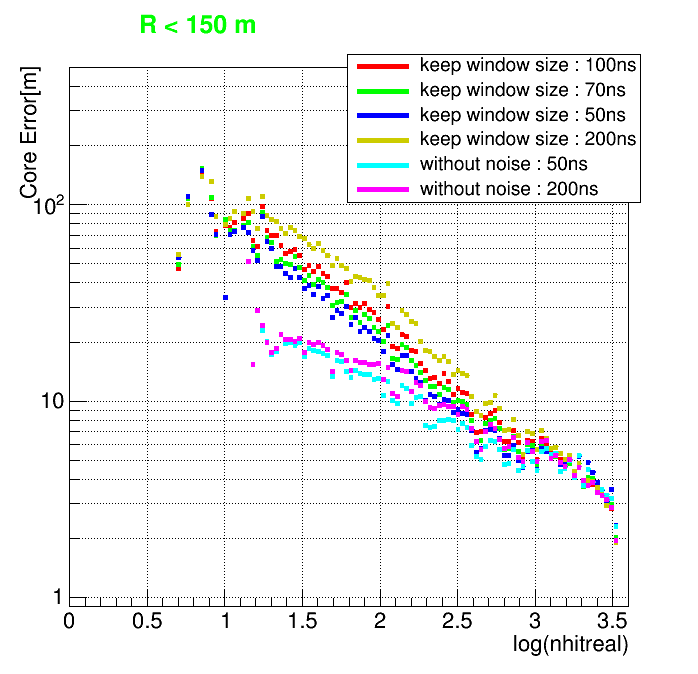 R < 150 m
keep window size : 100ns
keep window size : 70ns
keep window size : 50ns
keep window size : 200ns
without noise : 50ns
without noise : 200ns
Core Error[m]
10²
10
1
0 0.5 1 1.5 2 2.5 3 3.5
log(nhitreal)